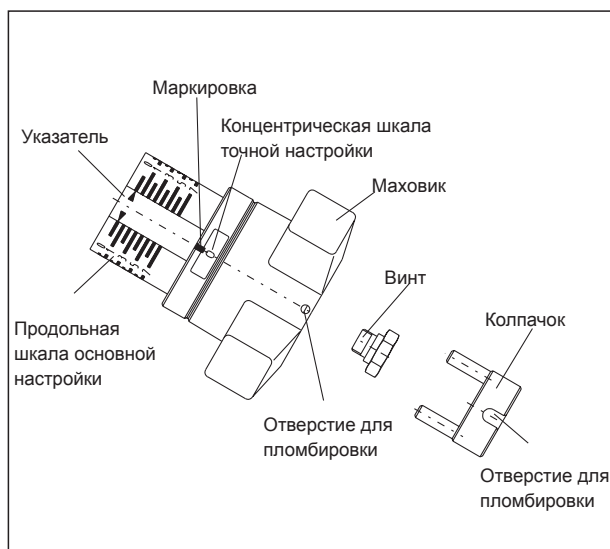 Маркировка
Концентрическая шкала
точной настройки
Указатель
Маховик
Винт
Колпачок
Продольная
шкала основной
настройки
Отверстие для
пломбировки
Отверстие для
пломбировки